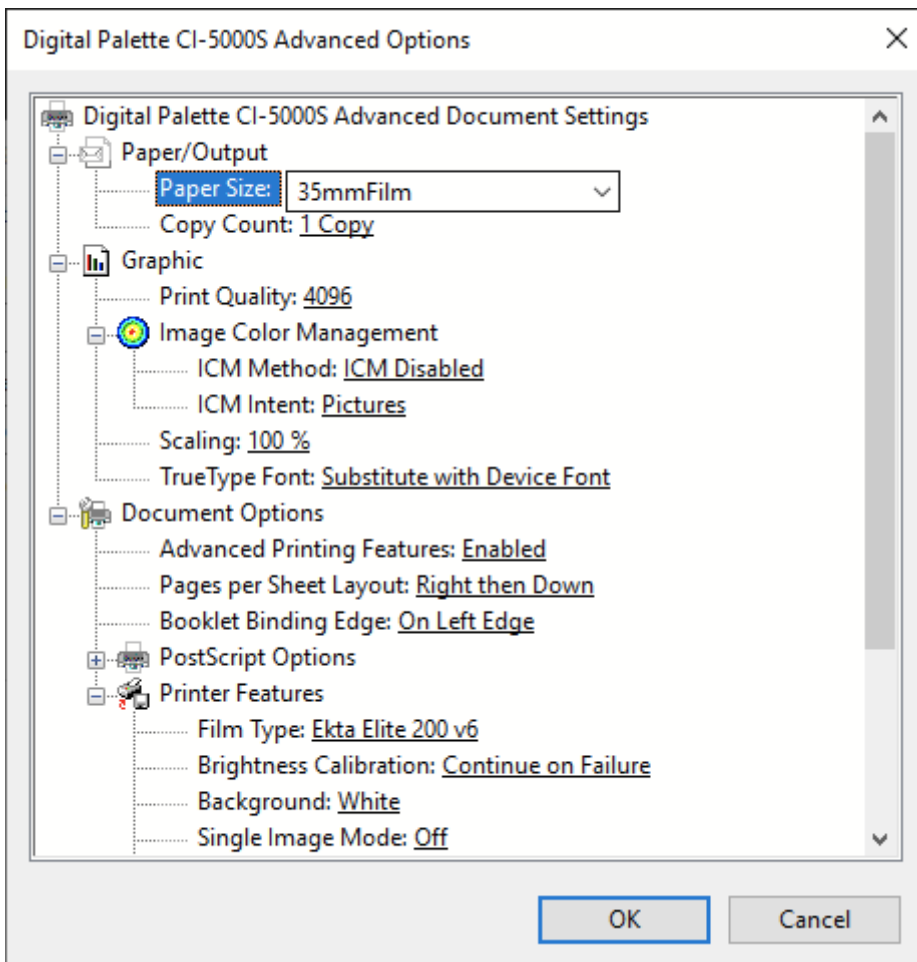 Digital Palette CI-5000S Advanced Options
Digital Palette CI-5000S Advanced Document Settings
Paper/Output
Paper Size: 35mmFilm
Copy Count: 1 Copy
Graphic
Print Quality: 4096
Image Color Management
ICM Method: ICM Disabled
ICM Intent: Pictures
Scaling: 100 %
TrueType Font: Substitute with Device Font
Document Options
Advanced Printing Features: Enabled
Pages per Sheet Layout: Right then Down
Booklet Binding Edge: On Left Edge
PostScript Options
Printer Features
Film Type: Ekta Elite 200 v6
Brightness Calibration: Continue on Failure
Background: White
Single Image Mode: Off
OK Cancel